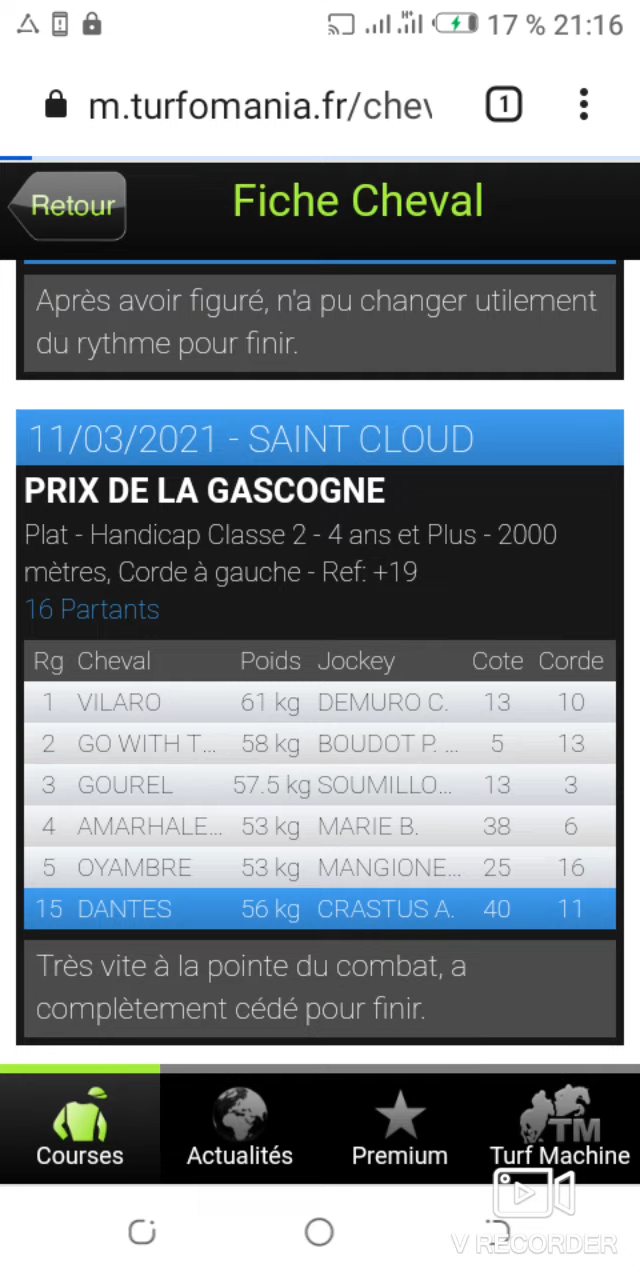 17 % 21:16
m.turfomania.fr/chev
1
Retour
Fiche Cheval
Après avoir figuré, n'a pu changer utilement
du rythme pour finir.
11/03/2021 - SAINT CLOUD
PRIX DE LA GASCOGNE
Plat - Handicap Classe 2 - 4 ans et Plus - 2000
mètres, Corde à gauche - Ref: +19
16 Partants
Rg Cheval Poids Jockey Cote Corde
1 VILARO 61 kg DEMURO C. 13 10
2 GO WITH T... 58 kg BOUDOT P. ... 5 13
3 GOUREL 57.5 kg SOUMILLO... 13 3
4 AMARHALE... 53 kg MARIE B. 38 6
5 OYAMBRE 53 kg MANGIONE... 25 16
15 DANTES 56 kg CRASTUS A. 40 11
Très vite à la pointe du combat, a
complètement cédé pour finir.
TM
Courses Actualités Premium Turf Machine
V RECORDER